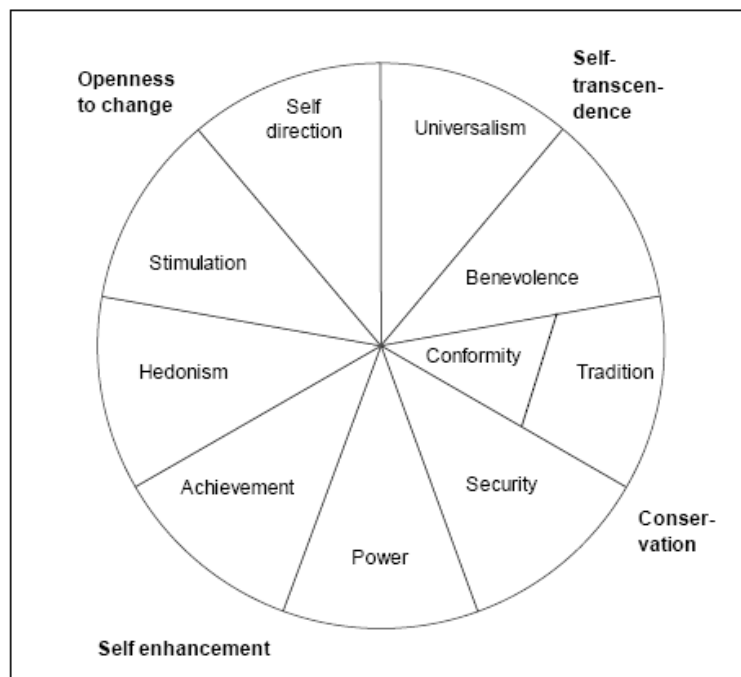 Openness
to change
Self-
transcen-
dence
Self
direction
Universalism
Stimulation
Benevolence
Hedonism
Conformity
Tradition
Achievement
Security
Power
Conser-
vation
Self enhancement